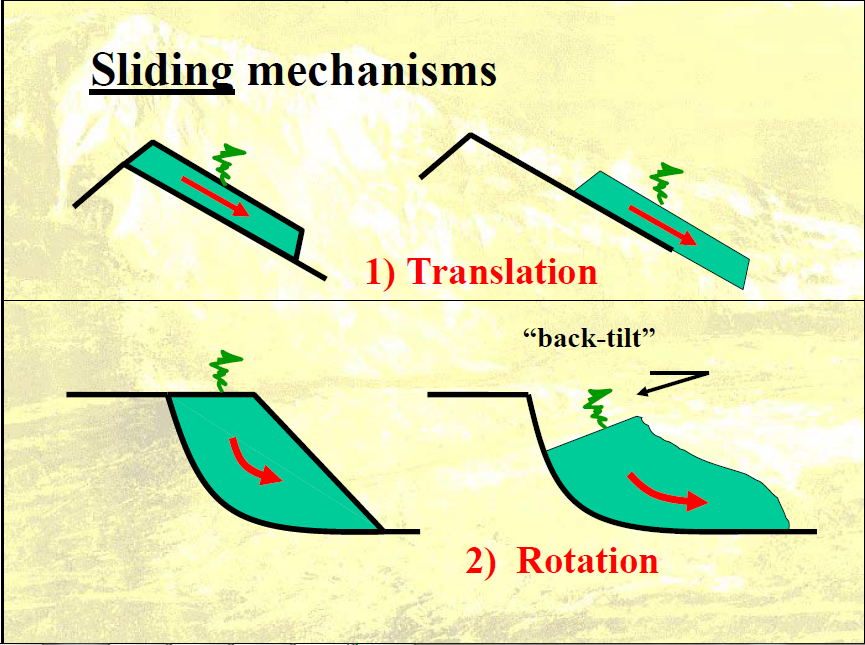 Sliding mechanisms
1) Translation
“back-tilt”
2) Rotation